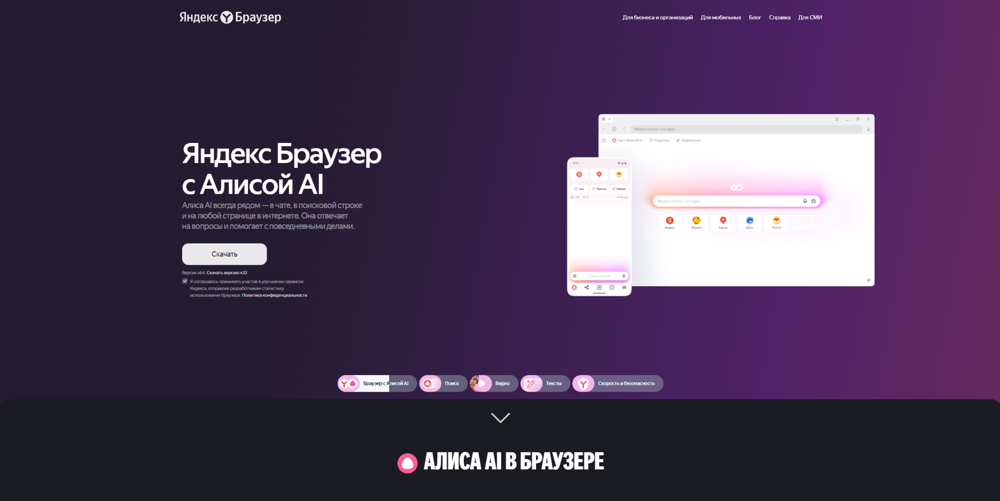 Яндекс Браузер
Для бизнеса и организаций
Для мобильных
Блог
Справка
Для СМИ
Яндекс Браузер
с Алисой AI
Алиса AI всегда рядом — в чате, в поисковой строке
и на любой странице в интернете. Она отвечает
на вопросы и помогает с повседневными делами.
Скачать
Версия x64. Скачать версию x32
Я соглашаюсь принимать участие в улучшении сервисов
Яндекса, отправляя разработчикам статистику
использования браузера. Политика конфиденциальности
Введите запрос или адрес
Чат с Алисой AI
Редактор
Переводчик
Введите запрос или адрес
Яндекс
Маркет
Карты
Диск
Почта
Чаты
Редактор
Перевод
Москва
Браузер с Алисой AI
Поиск
Видео
Тексты
Скорость и безопасность
АЛИСА AI В БРАУЗЕРЕ